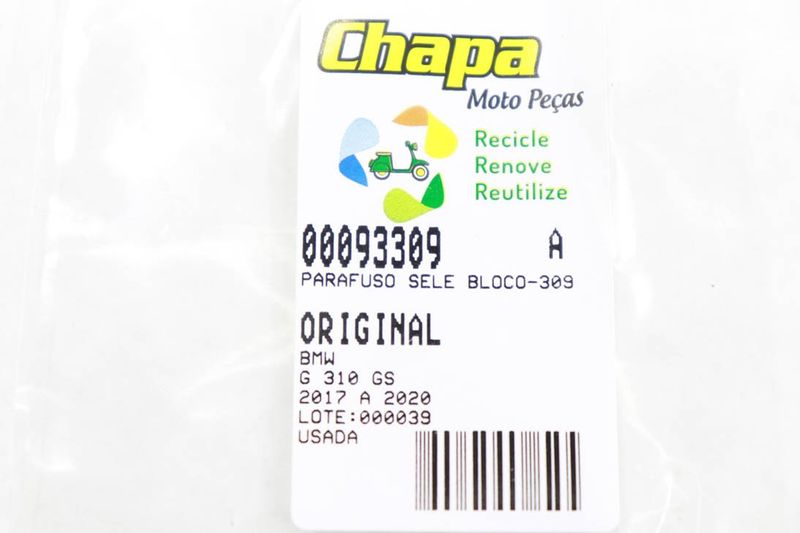 Chapa
Moto Peças
Recicle
Renove
Reutilize
00093309 A
PARAFUSO SELE BLOCO-309
ORIGINAL
BMW
G 310 GS
2017 A 2020
LOTE:000039
USADA